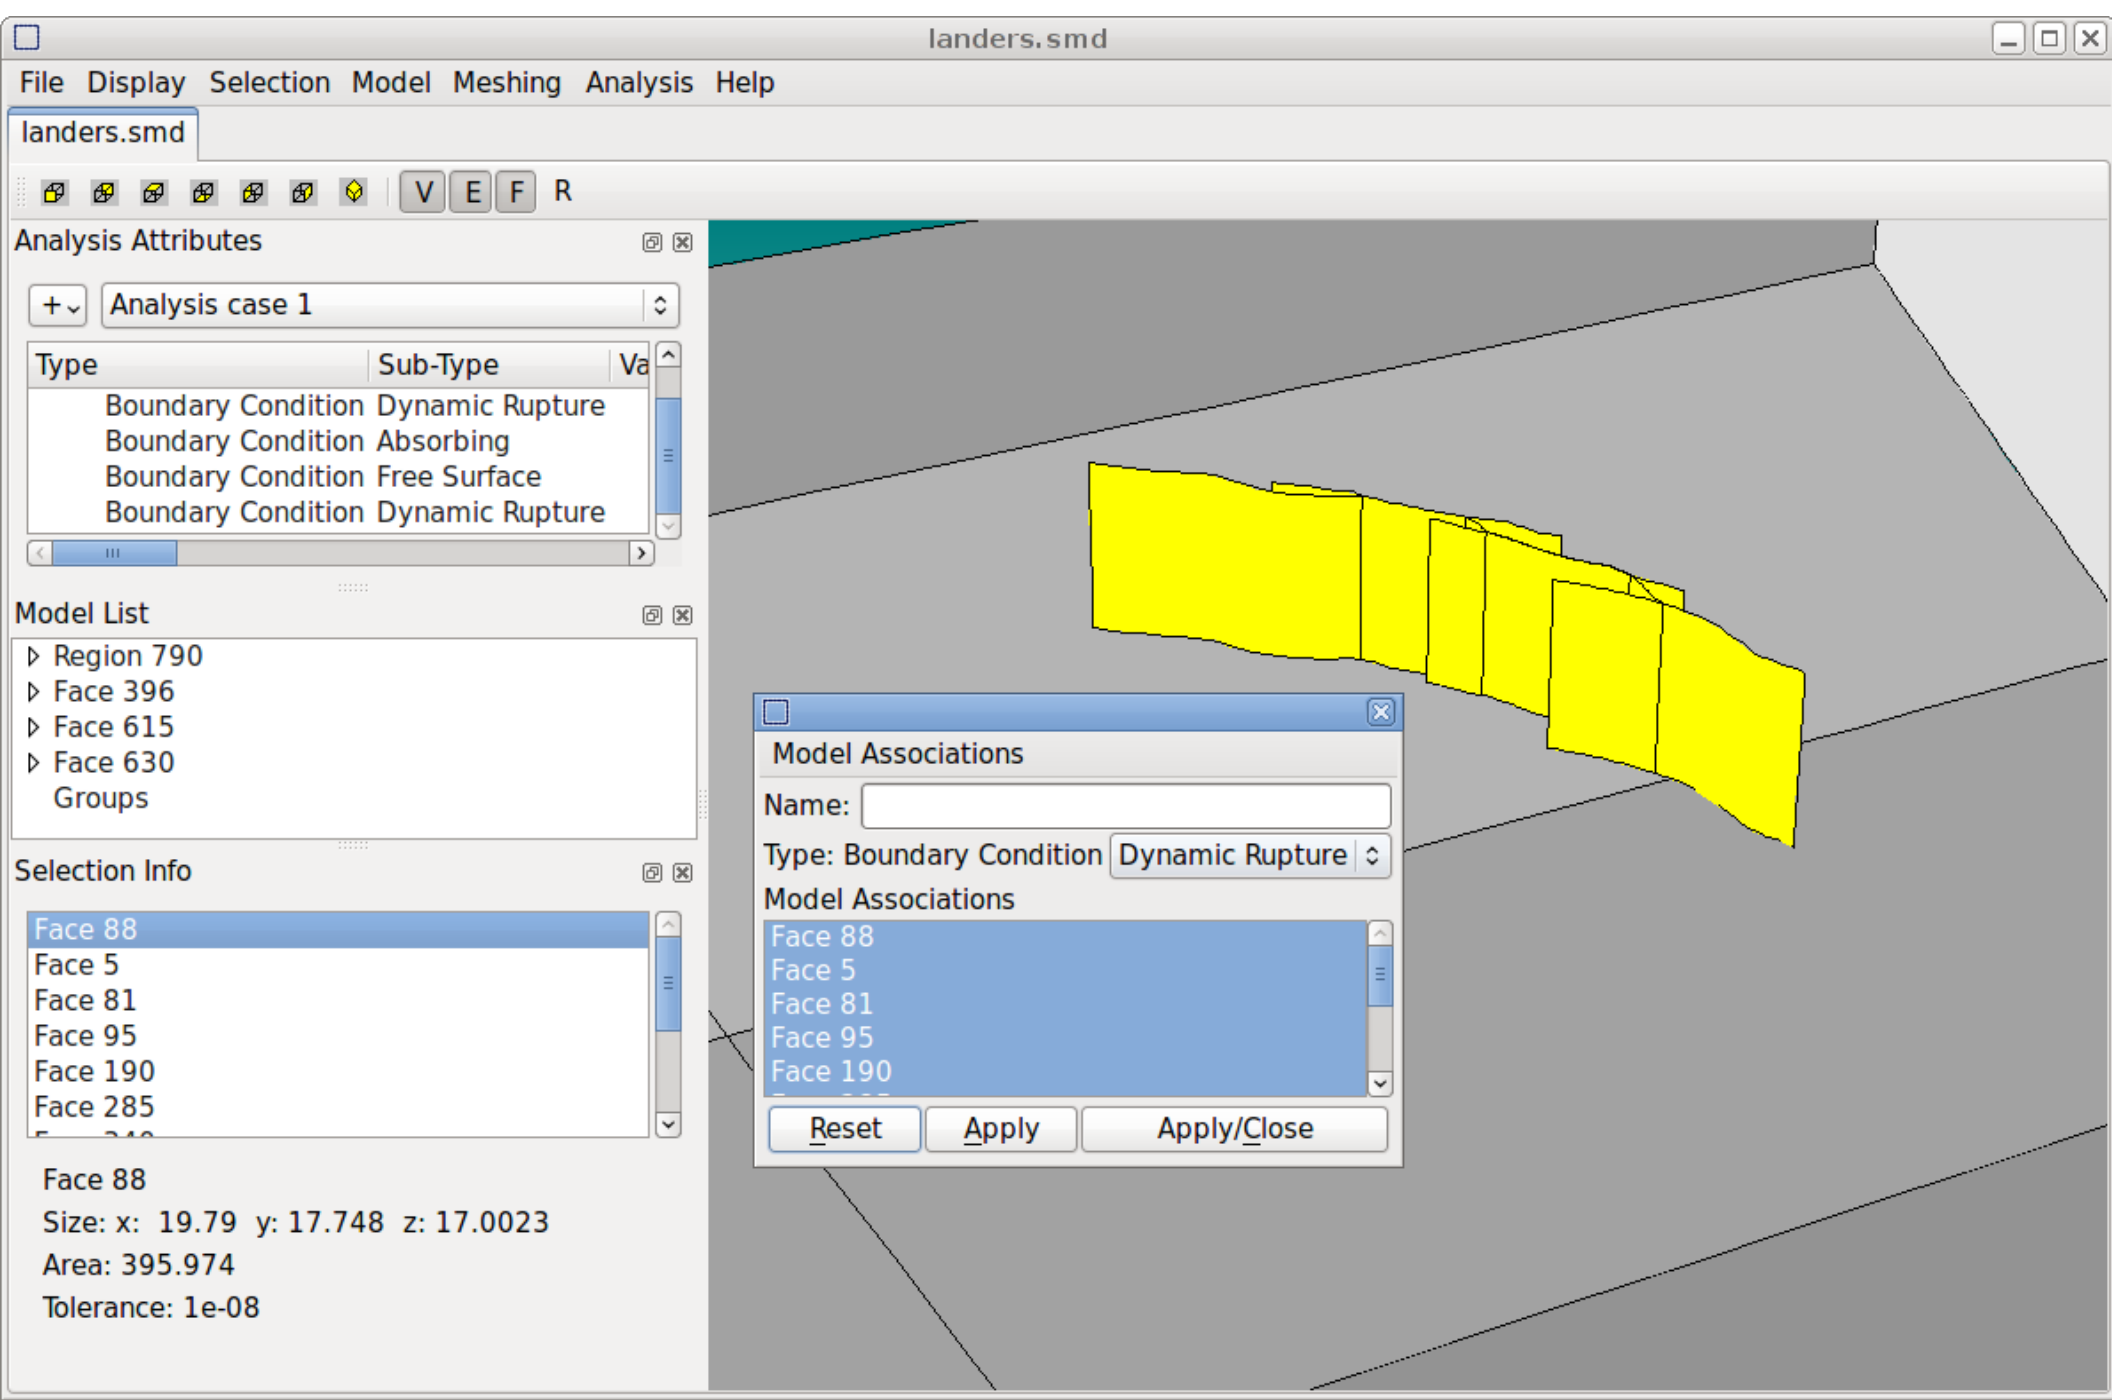 landers.smd
File Display Selection Model Meshing Analysis Help
landers.smd
V E F R
Analysis Attributes
+ Analysis case 1
Type Sub-Type Va
Boundary Condition Dynamic Rupture
Boundary Condition Absorbing
Boundary Condition Free Surface
Boundary Condition Dynamic Rupture
Model List
Region 790
Face 396
Face 615
Face 630
Groups
Selection Info
Face 88
Face 5
Face 81
Face 95
Face 190
Face 285
Face 88
Size: x: 19.79 y: 17.748 z: 17.0023
Area: 395.974
Tolerance: 1e-08
Model Associations
Name:
Type: Boundary Condition Dynamic Rupture
Model Associations
Face 88
Face 5
Face 81
Face 95
Face 190
Reset Apply Apply/Close